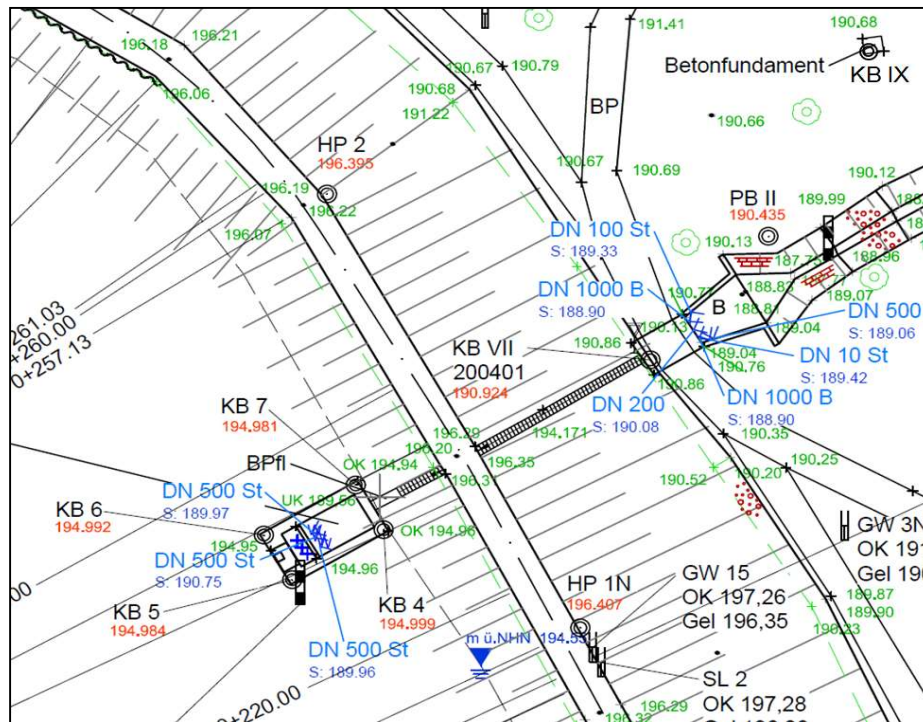 196.21
196.18
196.06
191.41
190.68
Betonfundament
KB IX
190.67
190.79
190.68
191.22
BP
190.66
HP 2
196.395
190.67
190.69
190.12
189.99
PB II
190.435
196.19
196.22
196.07
DN 100 St
S: 189.33
190.13
187.75
188.96
188.83
188.81
189.07
DN 1000 B
S: 188.90
190.77
B
DN 500
S: 189.06
190.13
189.04
190.86
189.04
190.76
DN 10 St
S: 189.42
KB VII
200401
190.924
190.86
261.03
+260.00
0+257.13
DN 200
S: 190.08
DN 1000 B
S: 188.90
KB 7
194.981
196.29
196.20
194.171
196.35
190.35
190.25
BPfl
OK 194.94
196.31
190.52
190.20
DN 500 St
S: 189.97
UK 189.56
KB 6
194.992
OK 194.96
194.95
GW 3N
OK 191
Gel 190
DN 500 St
S: 190.75
194.96
HP 1N
196.407
GW 15
OK 197,26
Gel 196,35
189.87
189.90
KB 5
194.984
KB 4
194.999
DN 500 St
S: 189.96
m ü.NHN 194.55
SL 2
OK 197,28
0+220.00
196.29
196.32